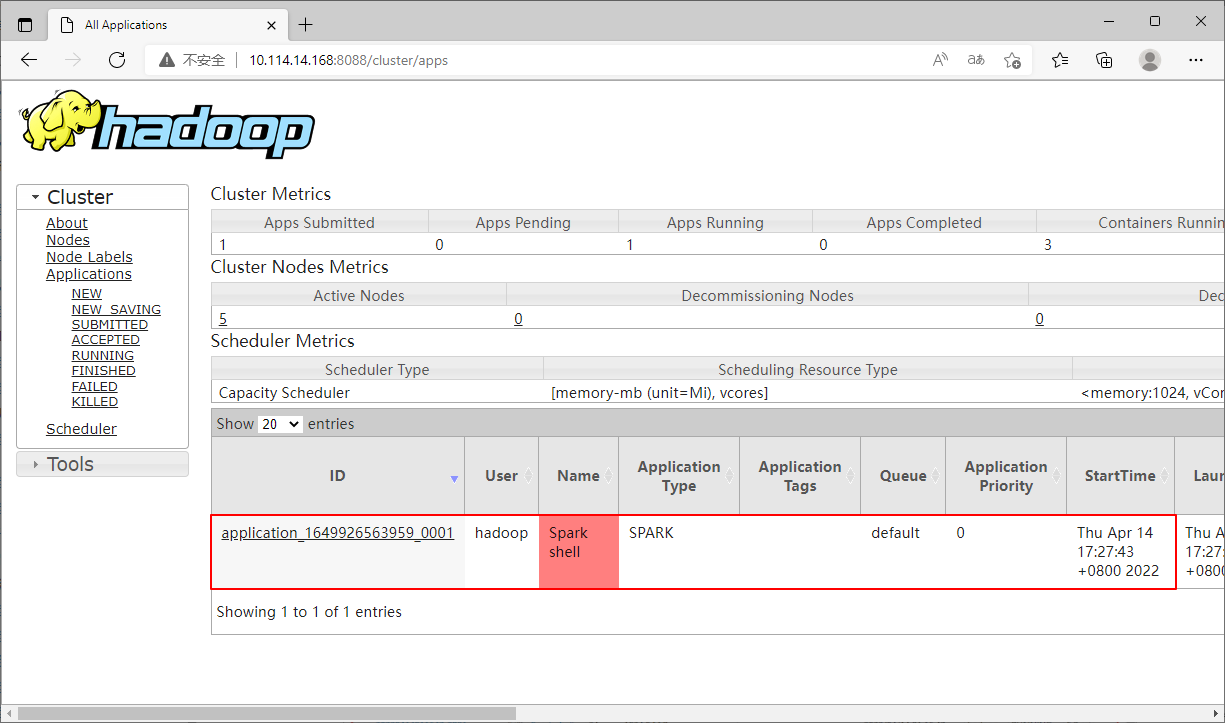 All Applications
不安全 10.114.14.168:8088/cluster/apps
hadoop
Cluster
About
Nodes
Node Labels
Applications
NEW
NEW_SAVING
SUBMITTED
ACCEPTED
RUNNING
FINISHED
FAILED
KILLED
Scheduler
Tools
Cluster Metrics
Apps Submitted Apps Pending Apps Running Apps Completed Containers Runnin
1 0 1 0 3
Cluster Nodes Metrics
Active Nodes Decommissioning Nodes Dec
5 0 0
Scheduler Metrics
Scheduler Type Scheduling Resource Type
Capacity Scheduler [memory-mb (unit=Mi), vcores] <memory:1024, vCor
Show 20 entries
ID User Name Application Type Application Tags Queue Application Priority StartTime Laun
application_1649926563959_0001 hadoop Spark shell SPARK default 0 Thu Apr 14 17:27:43 +0800 2022 Thu A 17:27: +0800
Showing 1 to 1 of 1 entries